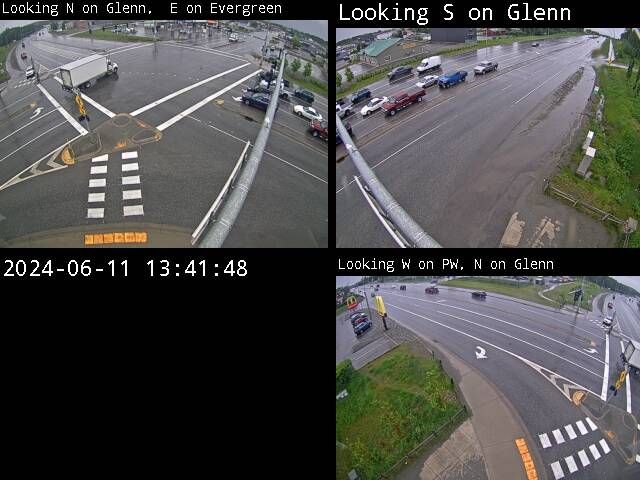 Looking N on Glenn, E on Evergreen
Looking S on Glenn
2024-06-11 13:41:48
Looking W on PW, N on Glenn